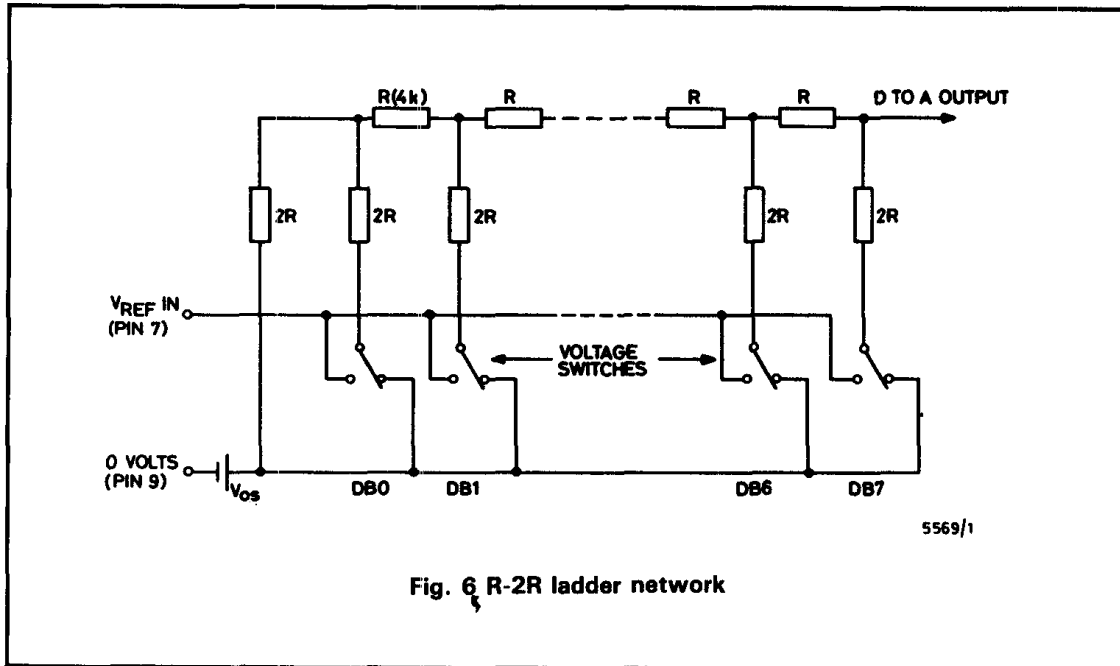 R(4k) R R R D TO A OUTPUT
2R 2R 2R 2R 2R
VREF IN
(PIN 7)
VOLTAGE
SWITCHES
0 VOLTS
(PIN 9)
VOS
DB0 DB1 DB6 DB7
5569/1
Fig. 6 R-2R ladder network